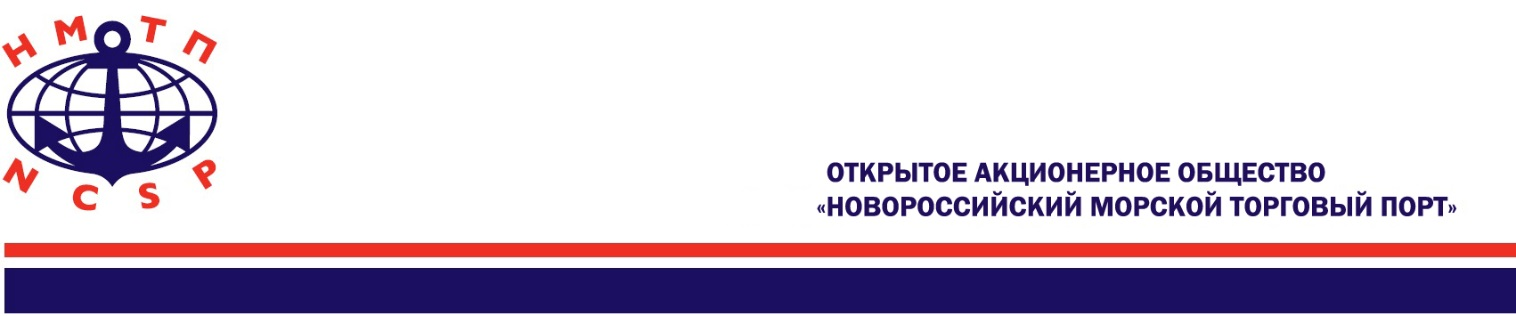 НМТП
NCSP
ОТКРЫТОЕ АКЦИОНЕРНОЕ ОБЩЕСТВО
«НОВОРОССИЙСКИЙ МОРСКОЙ ТОРГОВЫЙ ПОРТ»